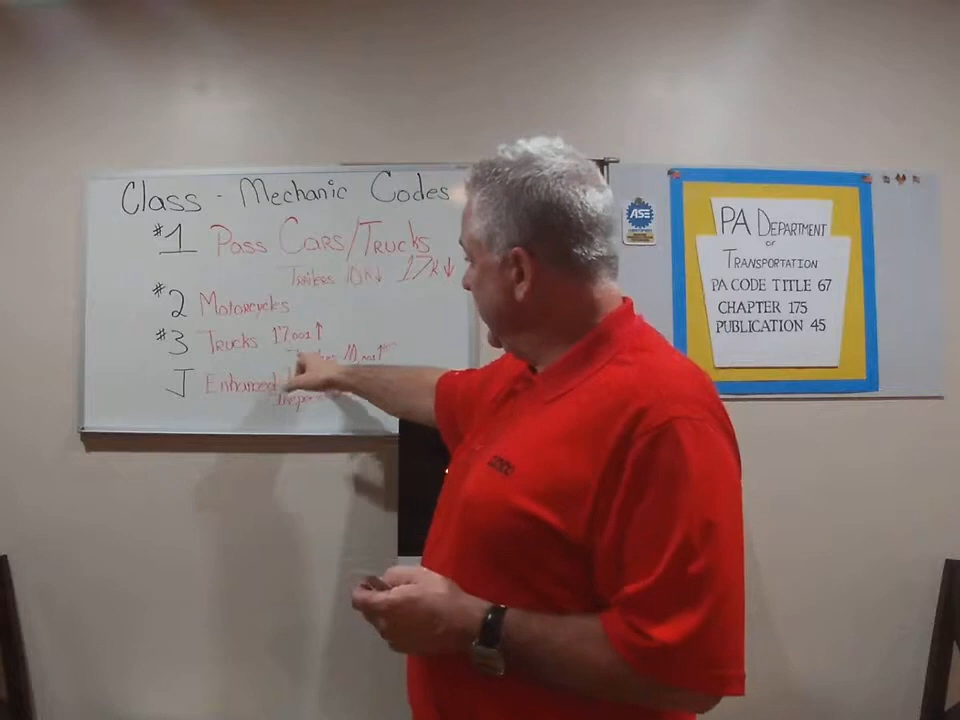 Class - Mechanic Codes
#1 Pass Cars/Trucks
Trailers 10K↓ 17K↓
#2 Motorcycles
#3 Trucks 17,001↑
J Enhanced
ASE
PA DEPARTMENT
OF
TRANSPORTATION
PA CODE TITLE 67
CHAPTER 175
PUBLICATION 45